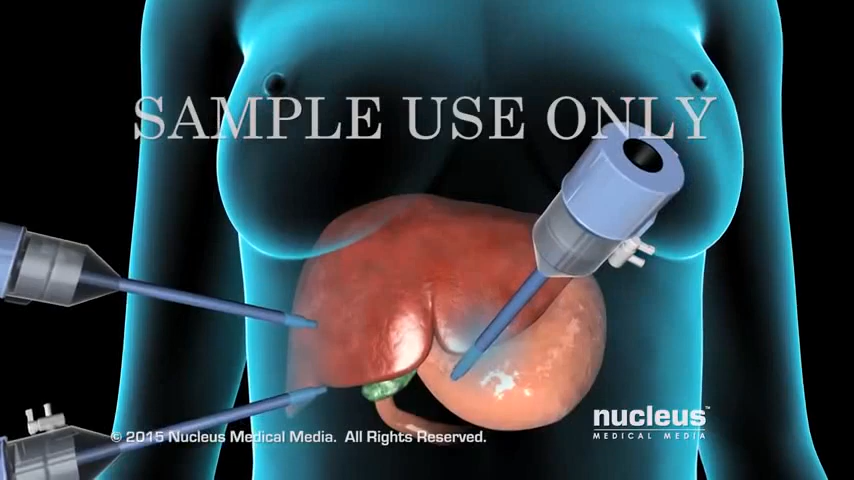 SAMPLE USE ONLY
nucleus™
MEDICAL MEDIA
© 2015 Nucleus Medical Media. All Rights Reserved.